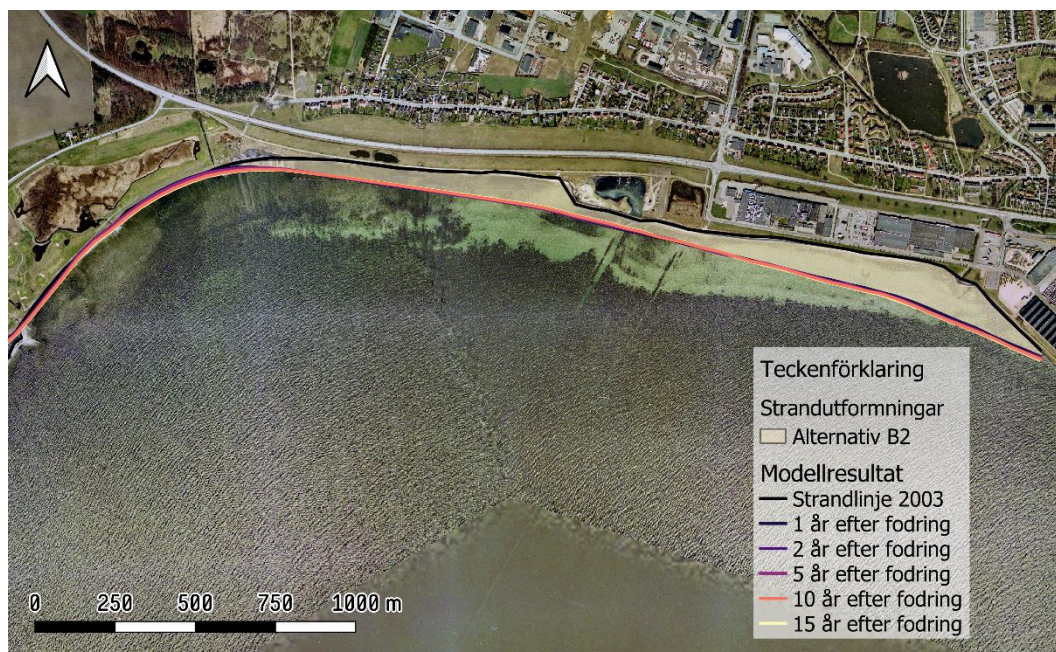 Teckenförklaring
Strandutformningar
Alternativ B2
Modellresultat
Strandlinje 2003
1 år efter fodring
2 år efter fodring
5 år efter fodring
10 år efter fodring
15 år efter fodring
0 250 500 750 1000 m